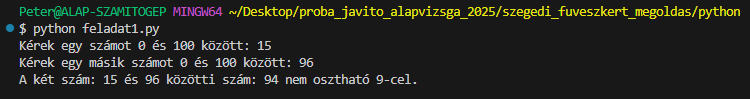 Peter@ALAP-SZAMITOGEP MINGW64 ~/Desktop/proba_javito_alapvizsga_2025/szegedi_fuveszkert_megoldas/python
$ python feladat1.py
Kérek egy számot 0 és 100 között: 15
Kérek egy másik számot 0 és 100 között: 96
A két szám: 15 és 96 közötti szám: 94 nem osztható 9-cel.